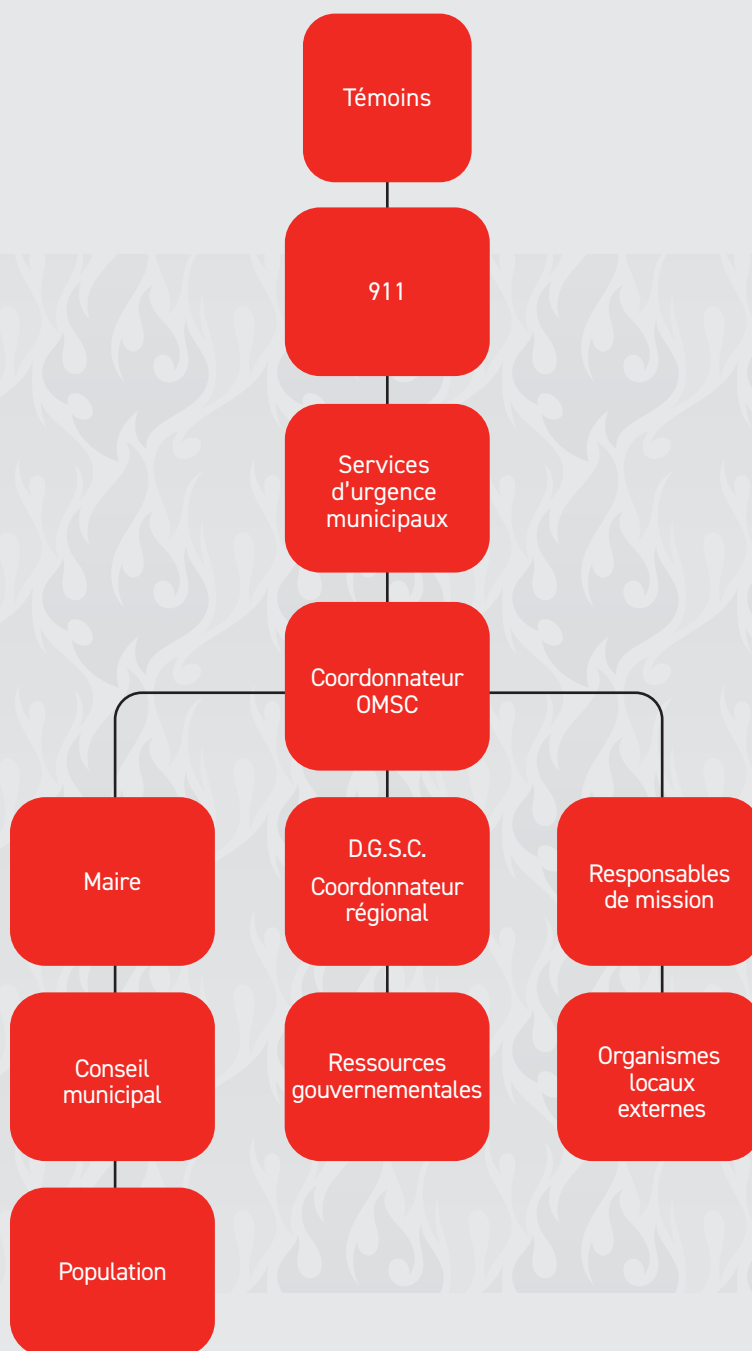 Témoins
911
Services
d’urgence
municipaux
Coordonnateur
OMSC
Maire
D.G.S.C.
Coordonnateur
régional
Responsables
de mission
Conseil
municipal
Ressources
gouvernementales
Organismes
locaux
externes
Population